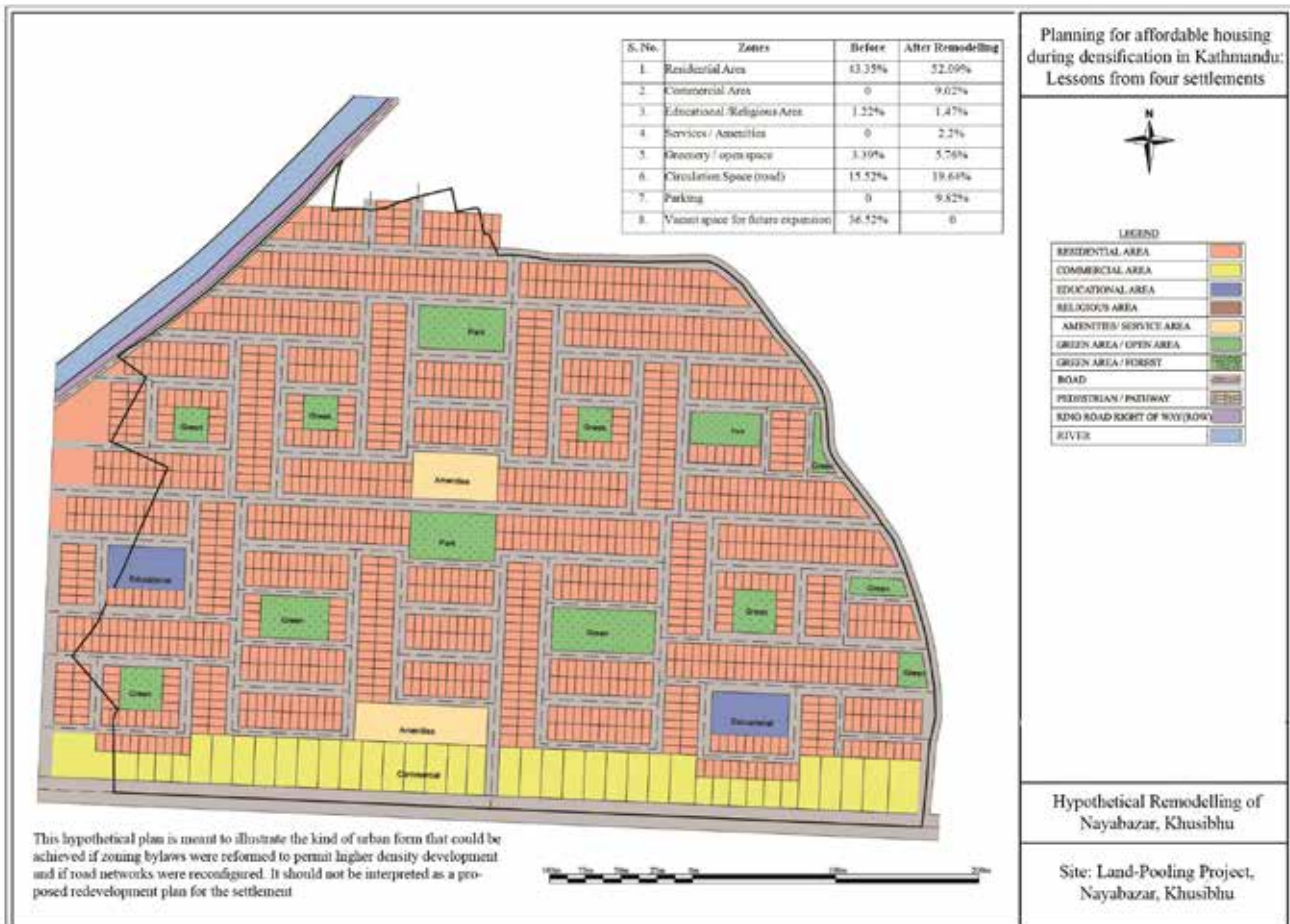 S. No. Zones Before After Remodelling
1. Residential Area 43.35% 52.09%
2. Commercial Area 0 9.02%
3. Educational /Religious Area 1.22% 1.47%
4. Services / Amenities 0 2.2%
5. Greenery / open space 3.39% 5.76%
6. Circulation Space (road) 15.52% 19.64%
7. Parking 0 9.82%
8. Vacant space for future expansion 36.52% 0
Planning for affordable housing
during densification in Kathmandu:
Lessons from four settlements
N
LEGEND
RESIDENTIAL AREA
COMMERCIAL AREA
EDUCATIONAL AREA
RELIGIOUS AREA
AMENITIES/ SERVICE AREA
GREEN AREA / OPEN AREA
GREEN AREA / FOREST
ROAD
PEDESTRIAN / PATHWAY
RING ROAD RIGHT OF WAY (ROW)
RIVER
Park
Green
Green
Green
Green
Amenities
Park
Educational
Green
Green
Green
Green
Green
Green
Educational
Amenities
Commercial
This hypothetical plan is meant to illustrate the kind of urban form that could be
achieved if zoning bylaws were reformed to permit higher density development
and if road networks were reconfigured. It should not be interpreted as a pro-
posed redevelopment plan for the settlement
Hypothetical Remodelling of
Nayabazar, Khusibhu
Site: Land-Pooling Project,
Nayabazar, Khusibhu